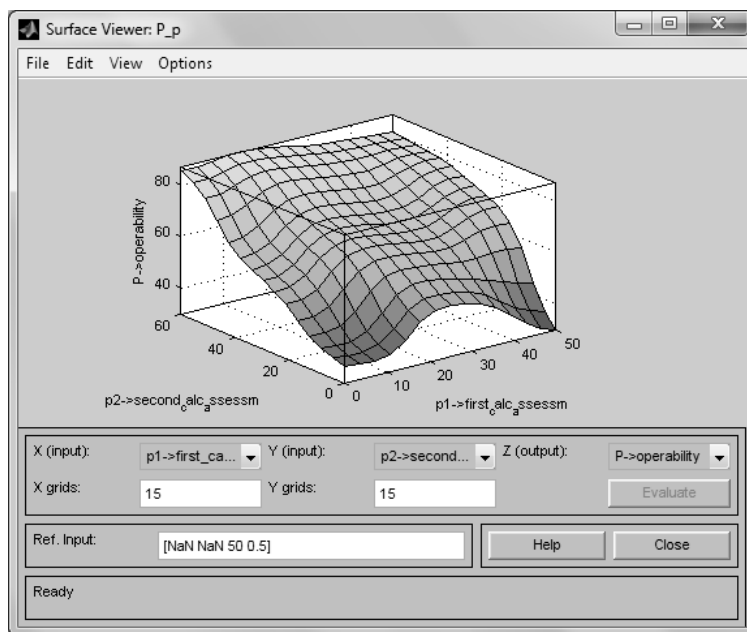 Surface Viewer: P_p
File Edit View Options
P->operability
80
60
40
60
40
20
0
0
10
20
30
40
50
p2->second_calc_assessm
p1->first_calc_assessm
X (input): p1->first_ca... Y (input): p2->second... Z (output): P->operability
X grids: 15 Y grids: 15 Evaluate
Ref. Input: [NaN NaN 50 0.5] Help Close
Ready